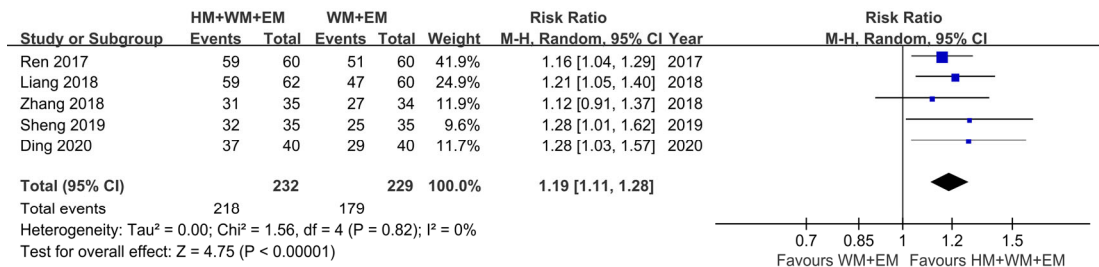 HM+WM+EM WM+EM Risk Ratio Risk Ratio
Study or Subgroup Events Total Events Total Weight M-H, Random, 95% CI Year M-H, Random, 95% CI
Ren 2017 59 60 51 60 41.9% 1.16 [1.04, 1.29] 2017
Liang 2018 59 62 47 60 24.9% 1.21 [1.05, 1.40] 2018
Zhang 2018 31 35 27 34 11.9% 1.12 [0.91, 1.37] 2018
Sheng 2019 32 35 25 35 9.6% 1.28 [1.01, 1.62] 2019
Ding 2020 37 40 29 40 11.7% 1.28 [1.03, 1.57] 2020
Total (95% CI) 232 229 100.0% 1.19 [1.11, 1.28]
Total events 218 179
Heterogeneity: Tau² = 0.00; Chi² = 1.56, df = 4 (P = 0.82); I² = 0%
Test for overall effect: Z = 4.75 (P < 0.00001)
0.7 0.85 1 1.2 1.5
Favours WM+EM Favours HM+WM+EM